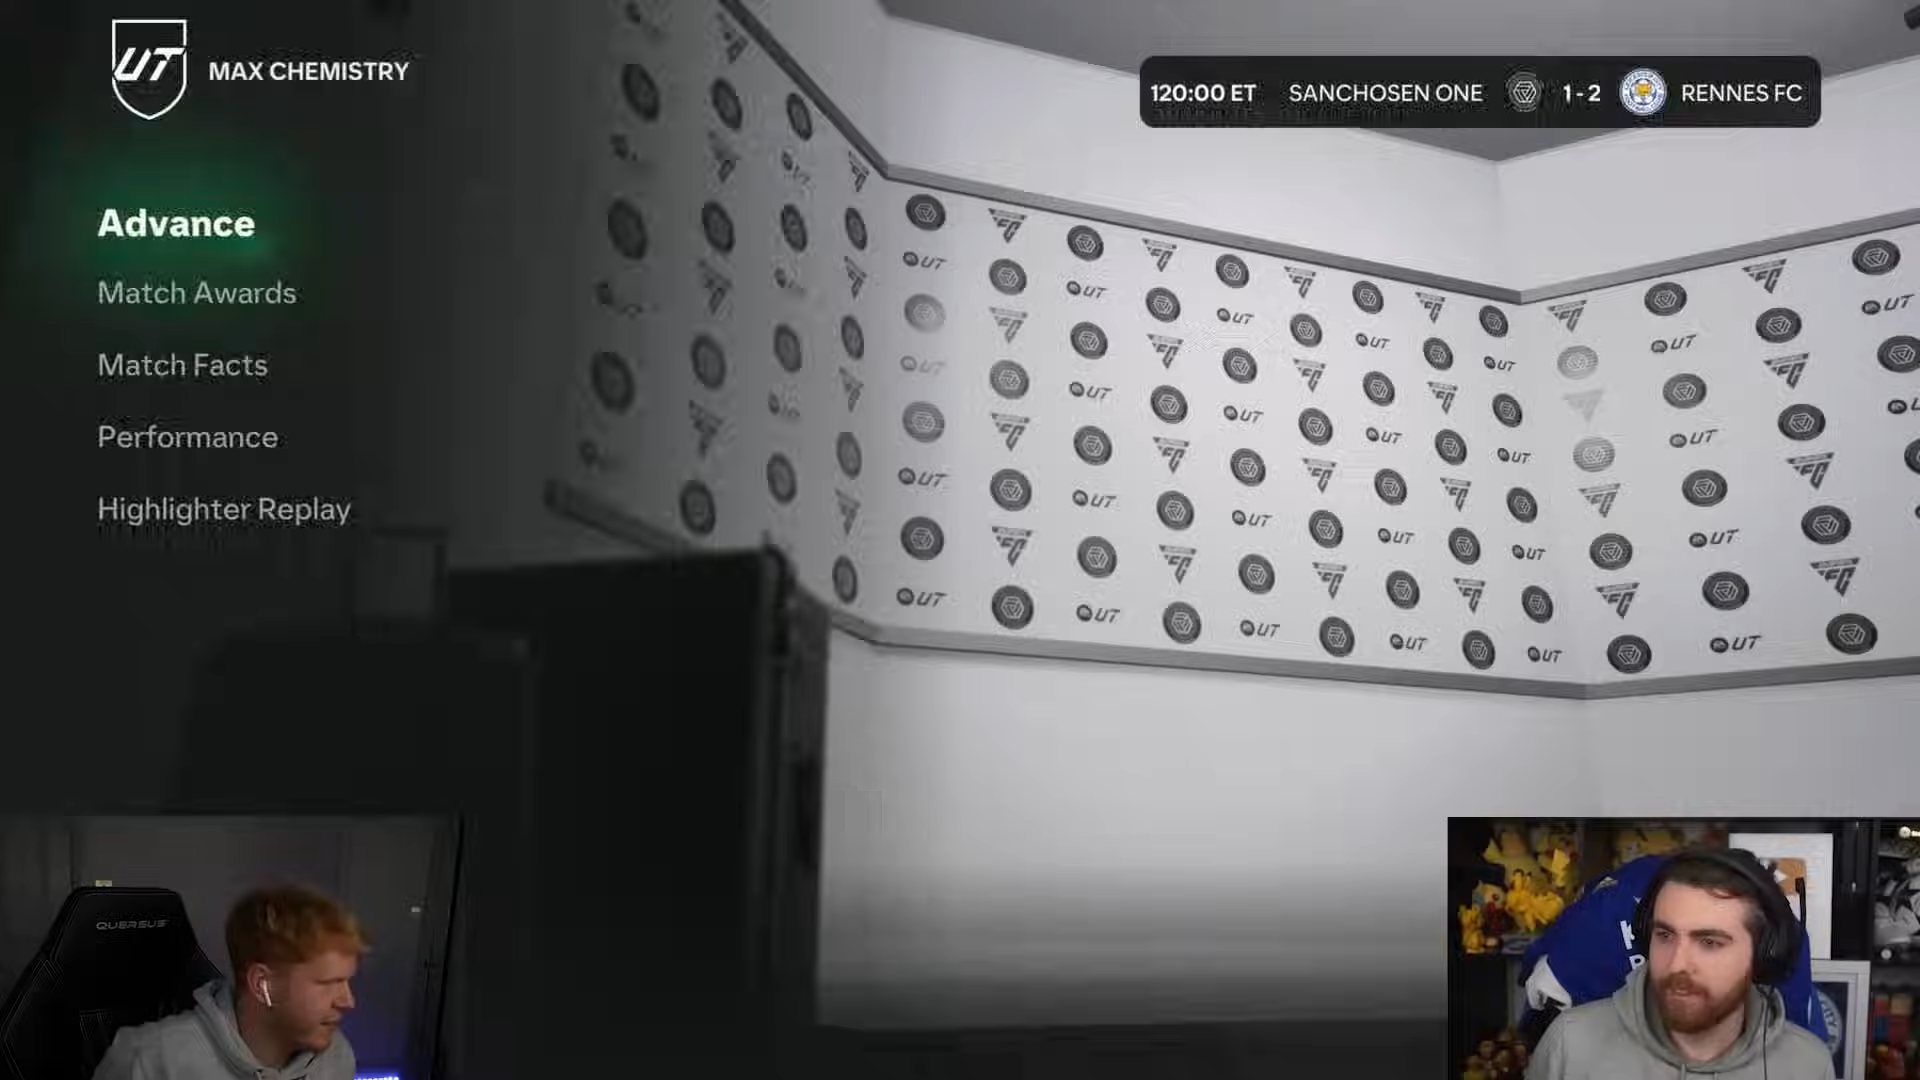 UT
MAX CHEMISTRY
120:00 ET SANCHOSEN ONE 1 - 2 RENNES FC
Advance
Match Awards
Match Facts
Performance
Highlighter Replay
QUERSUS